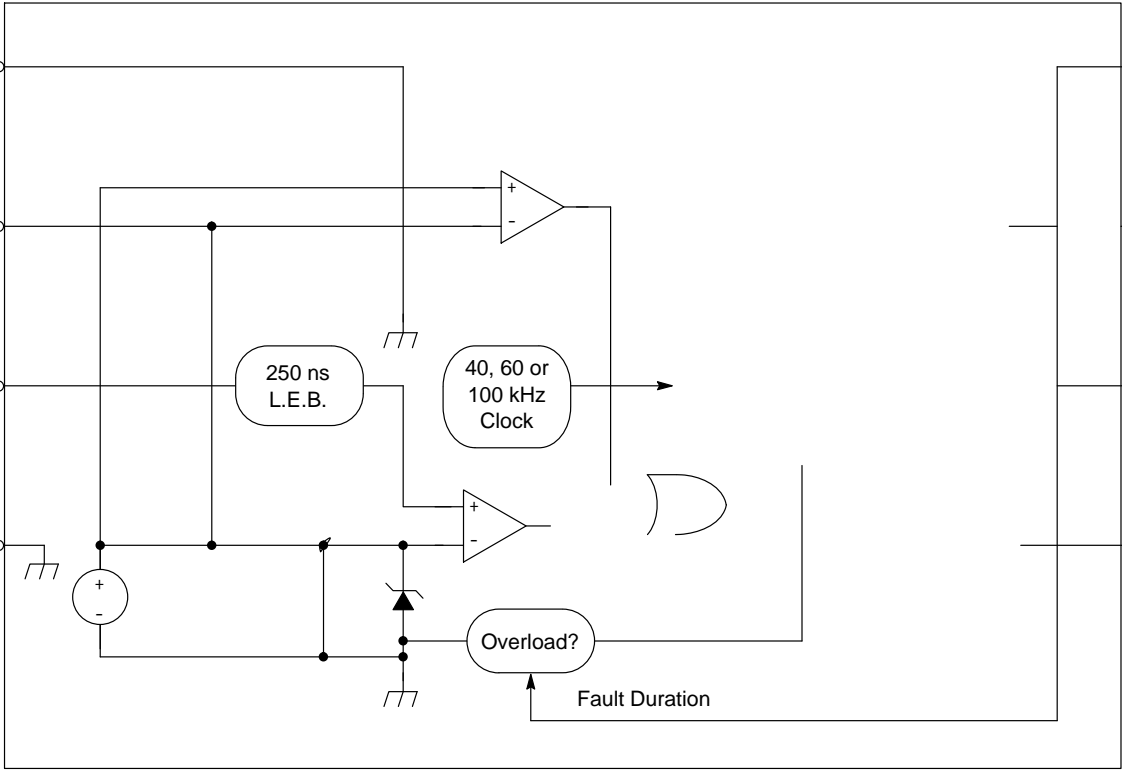 +
-
250 ns
L.E.B.
40, 60 or
100 kHz
Clock
+
-
+
-
Overload?
Fault Duration